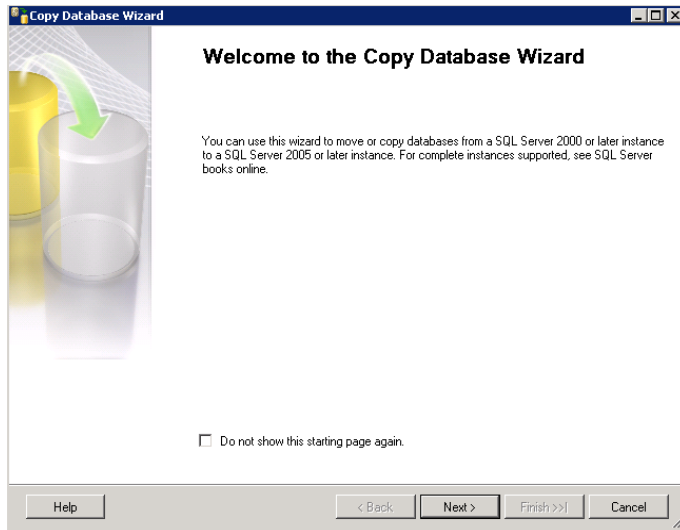 Copy Database Wizard
Welcome to the Copy Database Wizard
You can use this wizard to move or copy databases from a SQL Server 2000 or later instance
to a SQL Server 2005 or later instance. For complete instances supported, see SQL Server
books online.
Do not show this starting page again.
Help
< Back
Next >
Finish >>|
Cancel